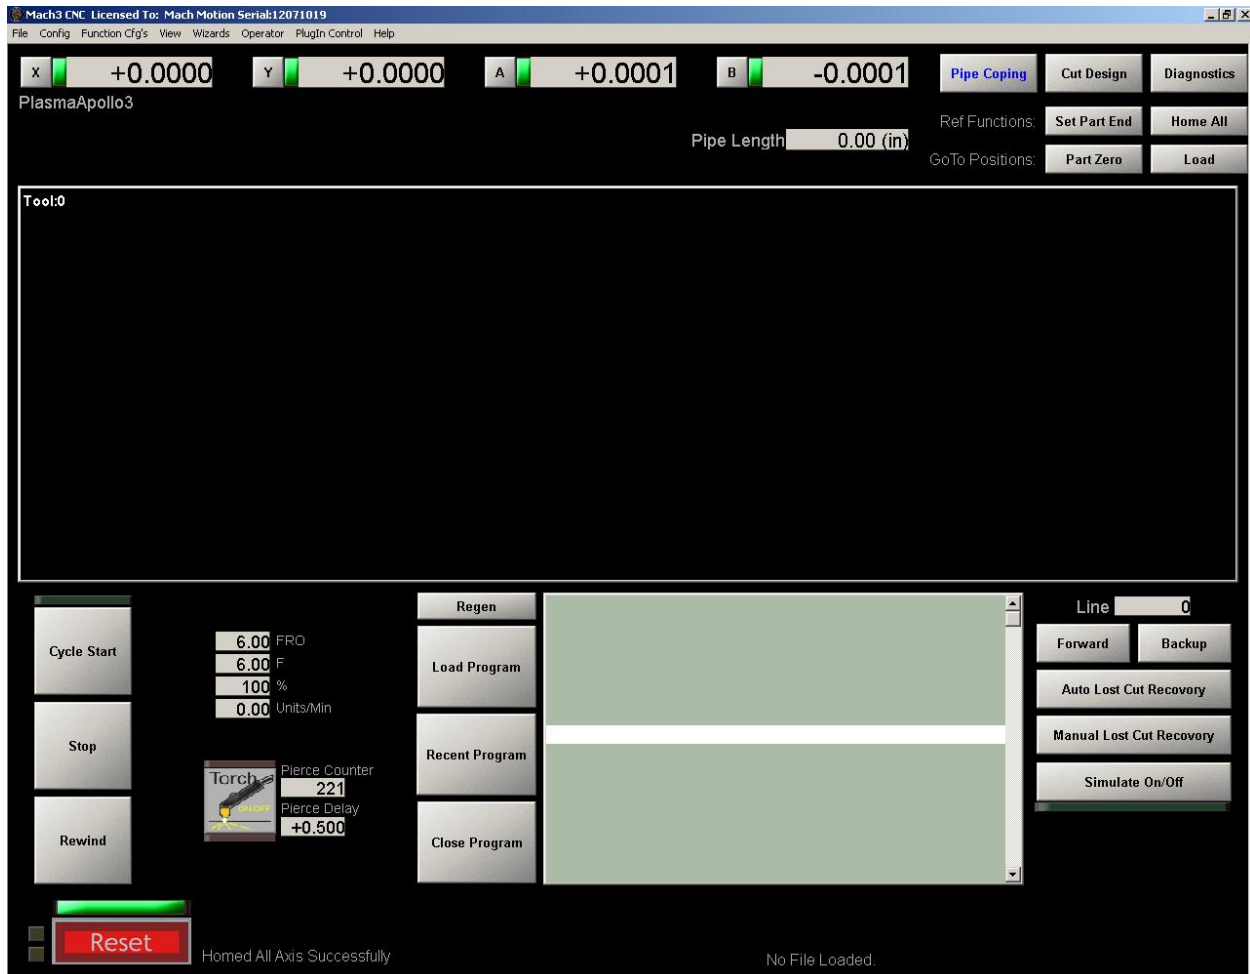 Mach3 CNC Licensed To: Mach Motion Serial:12071019
File Config Function Cfg's View Wizards Operator PlugIn Control Help
X +0.0000 Y +0.0000 A +0.0001 B -0.0001 Pipe Coping Cut Design Diagnostics
PlasmaApollo3
Ref Functions: Set Part End Home All
Pipe Length 0.00 (in)
GoTo Positions: Part Zero Load
Tool:0
Regen
Line 0
Cycle Start
6.00 FRO
6.00 F
100 %
0.00 Units/Min
Load Program
Forward Backup
Auto Lost Cut Recovory
Stop
Recent Program
Manual Lost Cut Recovory
Torch
ON/OFF
Pierce Counter
221
Pierce Delay
+0.500
Simulate On/Off
Rewind
Close Program
Reset
Homed All Axis Successfully
No File Loaded.